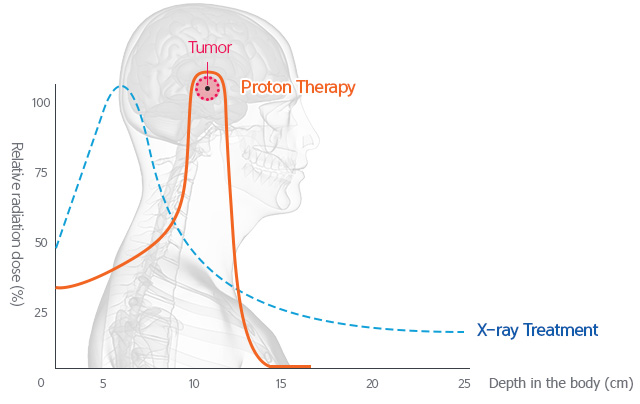 Tumor
Proton Therapy
100
75
50
25
Relative radiation dose (%)
X-ray Treatment
0 5 10 15 20 25 Depth in the body (cm)